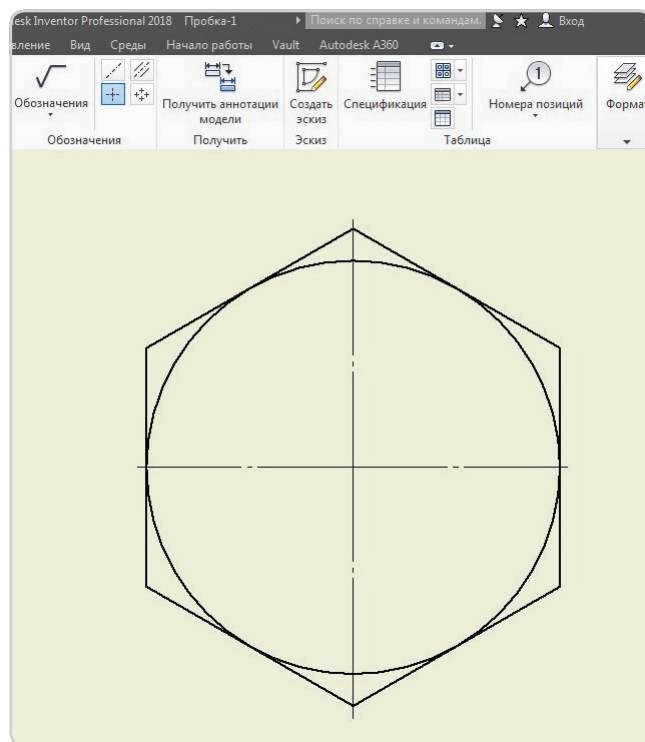 esk Inventor Professional 2018 Пробка-1 Поиск по справке и командам. Вход
вление Вид Среды Начало работы Vault Autodesk A360
Обозначения Получить аннотации модели Создать эскиз Спецификация 1 Номера позиций Формат
Обозначения Получить Эскиз Таблица